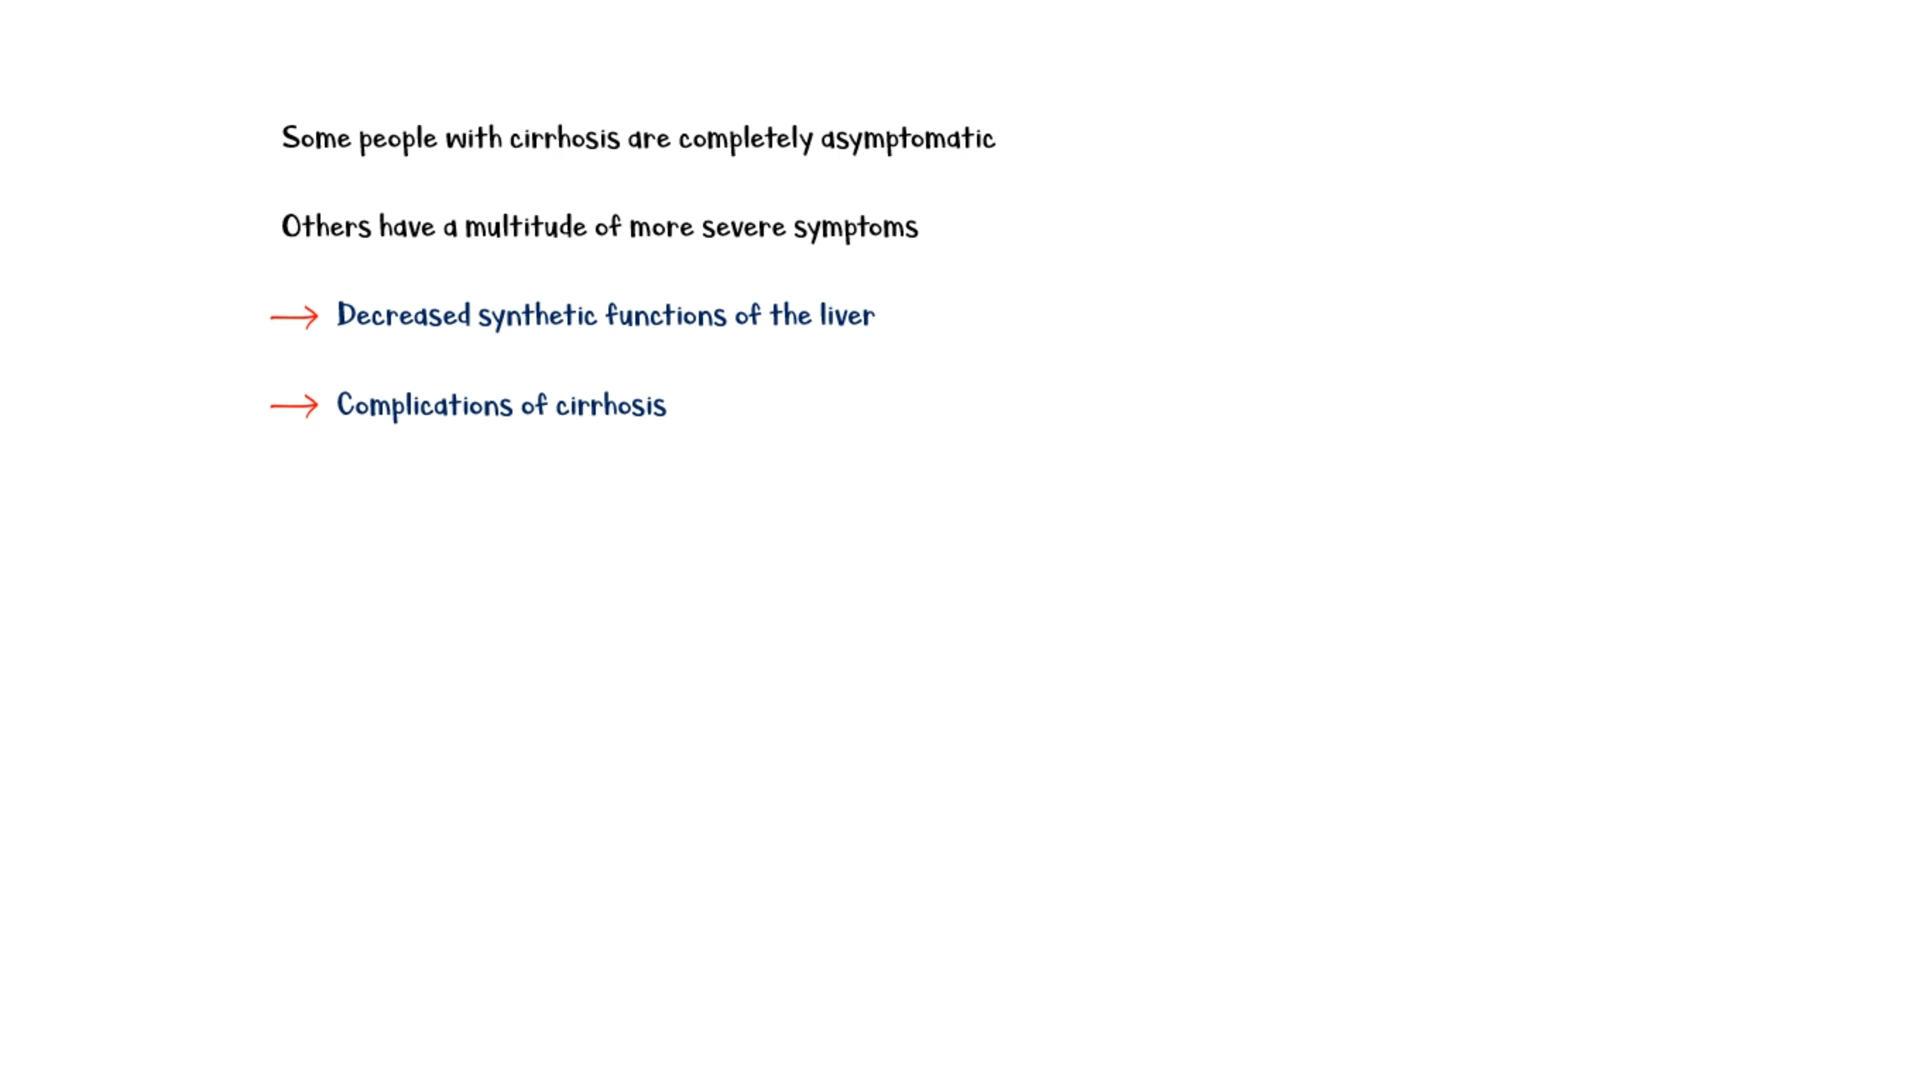 Some people with cirrhosis are completely asymptomatic
Others have a multitude of more severe symptoms
→ Decreased synthetic functions of the liver
→ Complications of cirrhosis